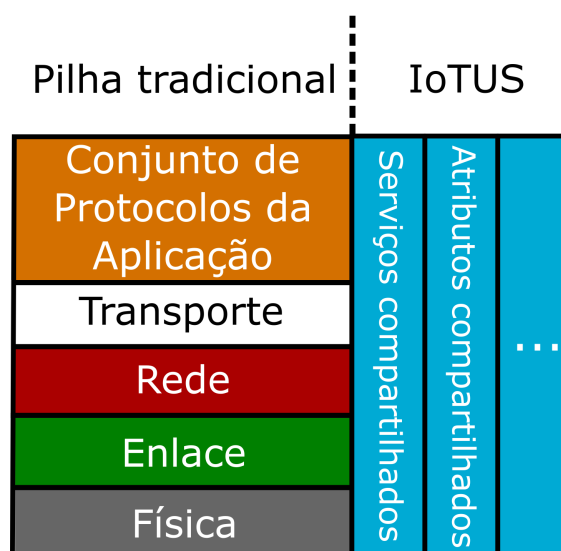 Pilha tradicional
IoTUS
Conjunto de
Protocolos da
Aplicação
Transporte
Rede
Enlace
Física
Serviços compartilhados
Atributos compartilhados
...